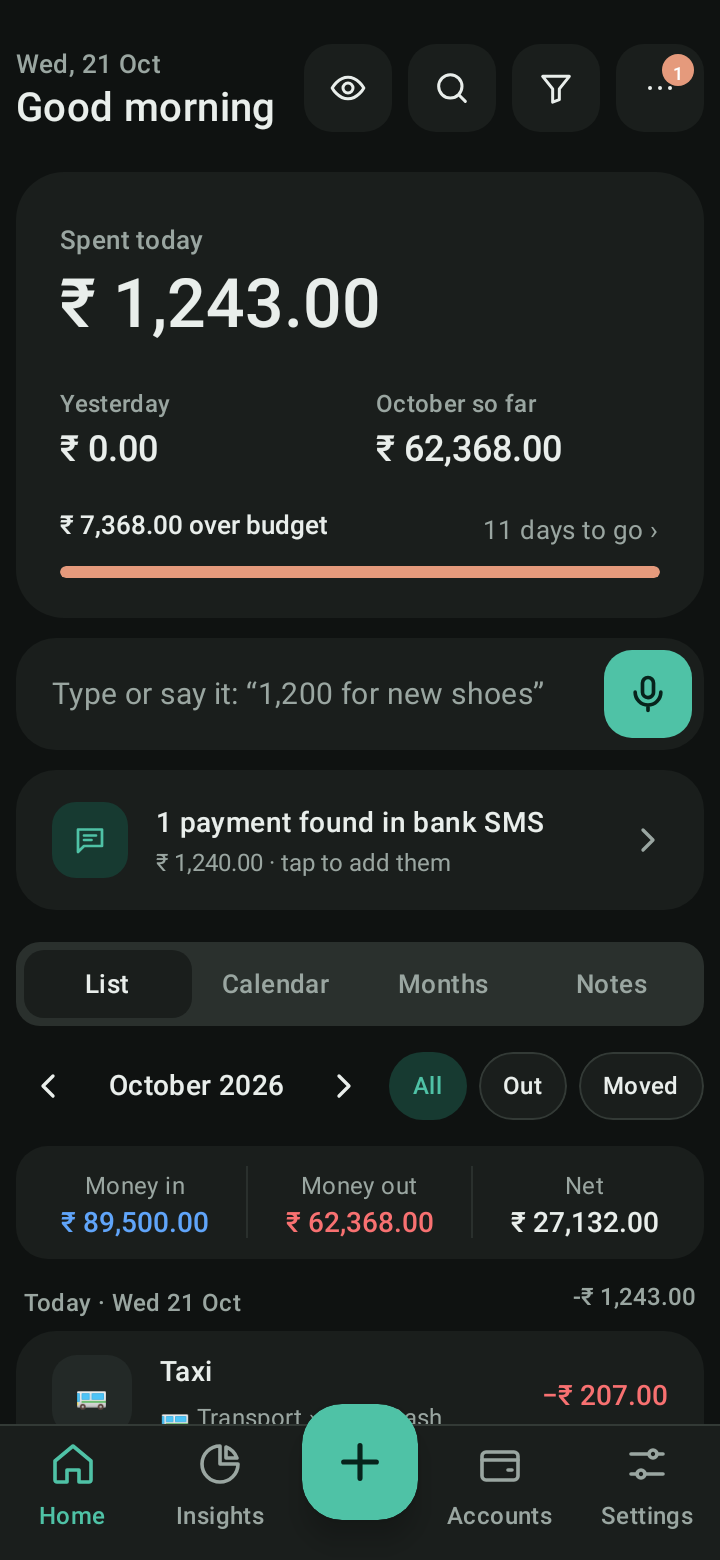 Wed, 21 Oct
Good morning
1
Spent today
₹ 1,243.00
Yesterday
October so far
₹ 0.00
₹ 62,368.00
₹ 7,368.00 over budget
11 days to go ›
Type or say it: “1,200 for new shoes”
1 payment found in bank SMS
₹ 1,240.00 · tap to add them
List
Calendar
Months
Notes
October 2026
All
Out
Moved
Money in
Money out
Net
₹ 89,500.00
₹ 62,368.00
₹ 27,132.00
Today · Wed 21 Oct
-₹ 1,243.00
Taxi
−₹ 207.00
Transport
Home
Insights
Accounts
Settings